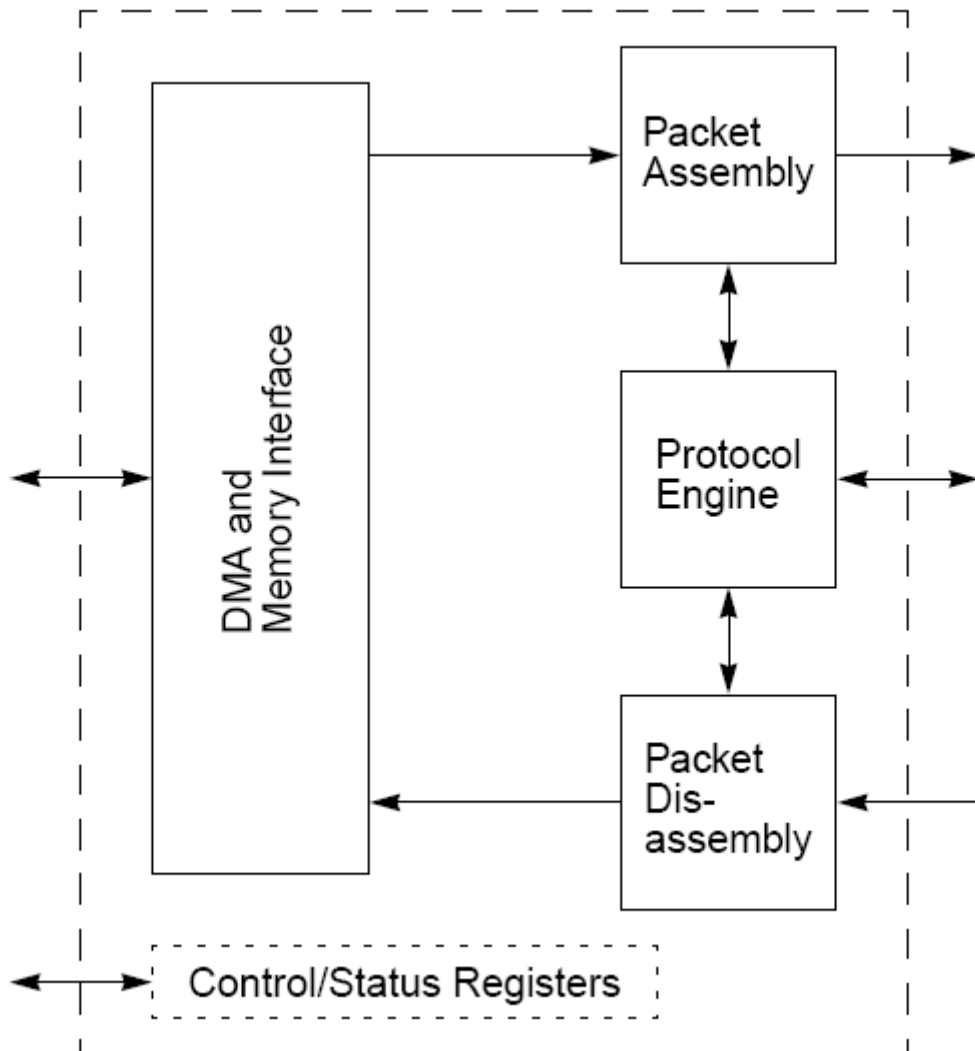 Packet
Assembly
DMA and
Memory Interface
Protocol
Engine
Packet
Dis-
assembly
Control/Status Registers